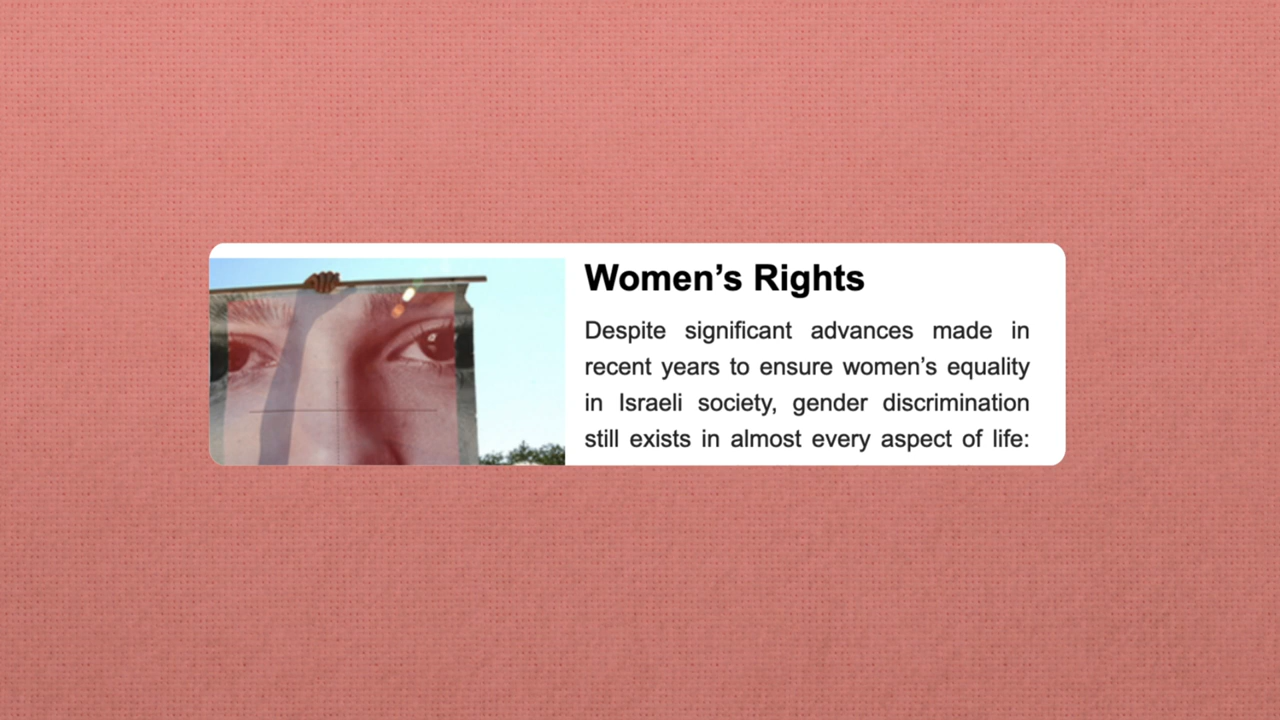 Women’s Rights
Despite significant advances made in
recent years to ensure women’s equality
in Israeli society, gender discrimination
still exists in almost every aspect of life: